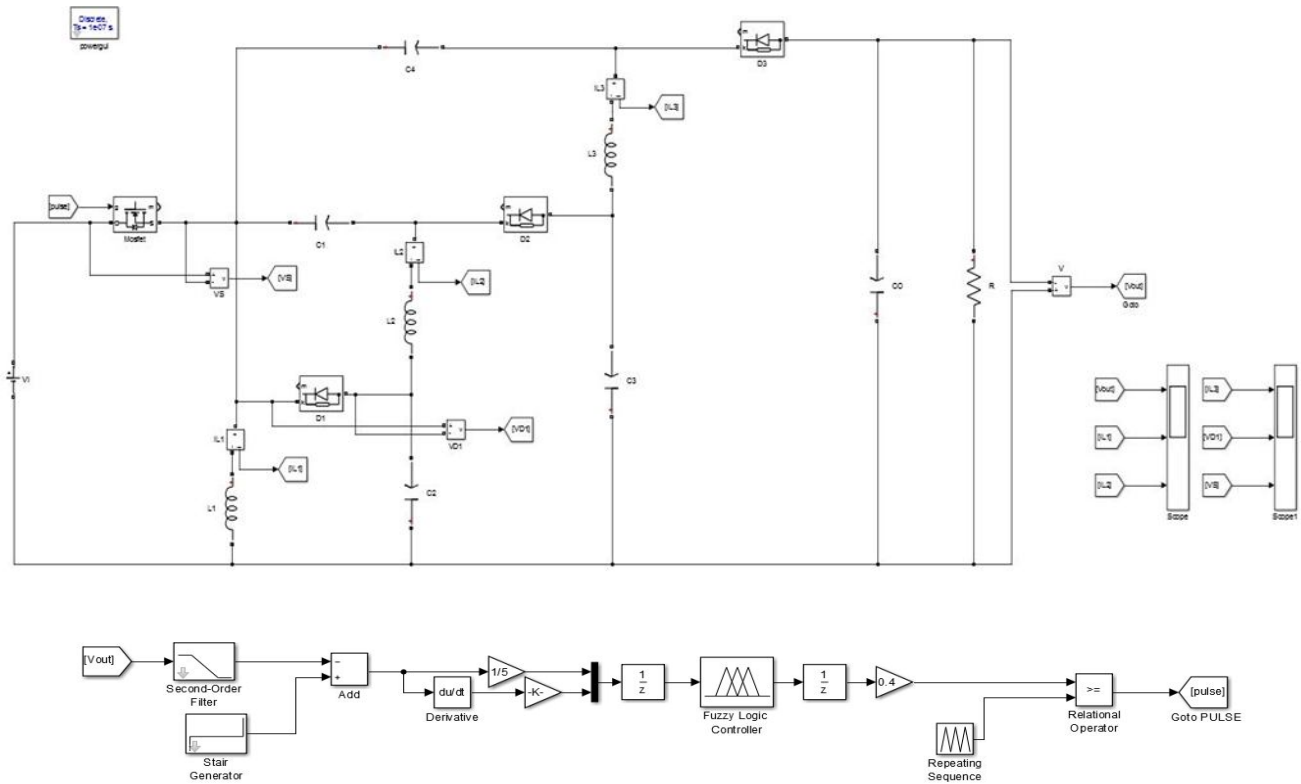 Discrete,
Ts = 1e-07 s.
powergui
C4
D3
IL3
[IL3]
L3
[pulse]
Mosfet
C1
D2
IL2
[IL2]
VS
[VS]
L2
V
[Vout]
Goto
CO
R
VI
C3
D1
VD1
[VD1]
IL1
[IL1]
L1
C2
[Vout]
[IL1]
[IL2]
Scope
[IL3]
[VD1]
[VS]
Scope1
[Vout]
Second-Order
Filter
Stair
Generator
Add
du/dt
Derivative
1/5
-K-
1
z
Fuzzy Logic
Controller
1
z
0.4
Repeating
Sequence
>=
Relational
Operator
[pulse]
Goto PULSE